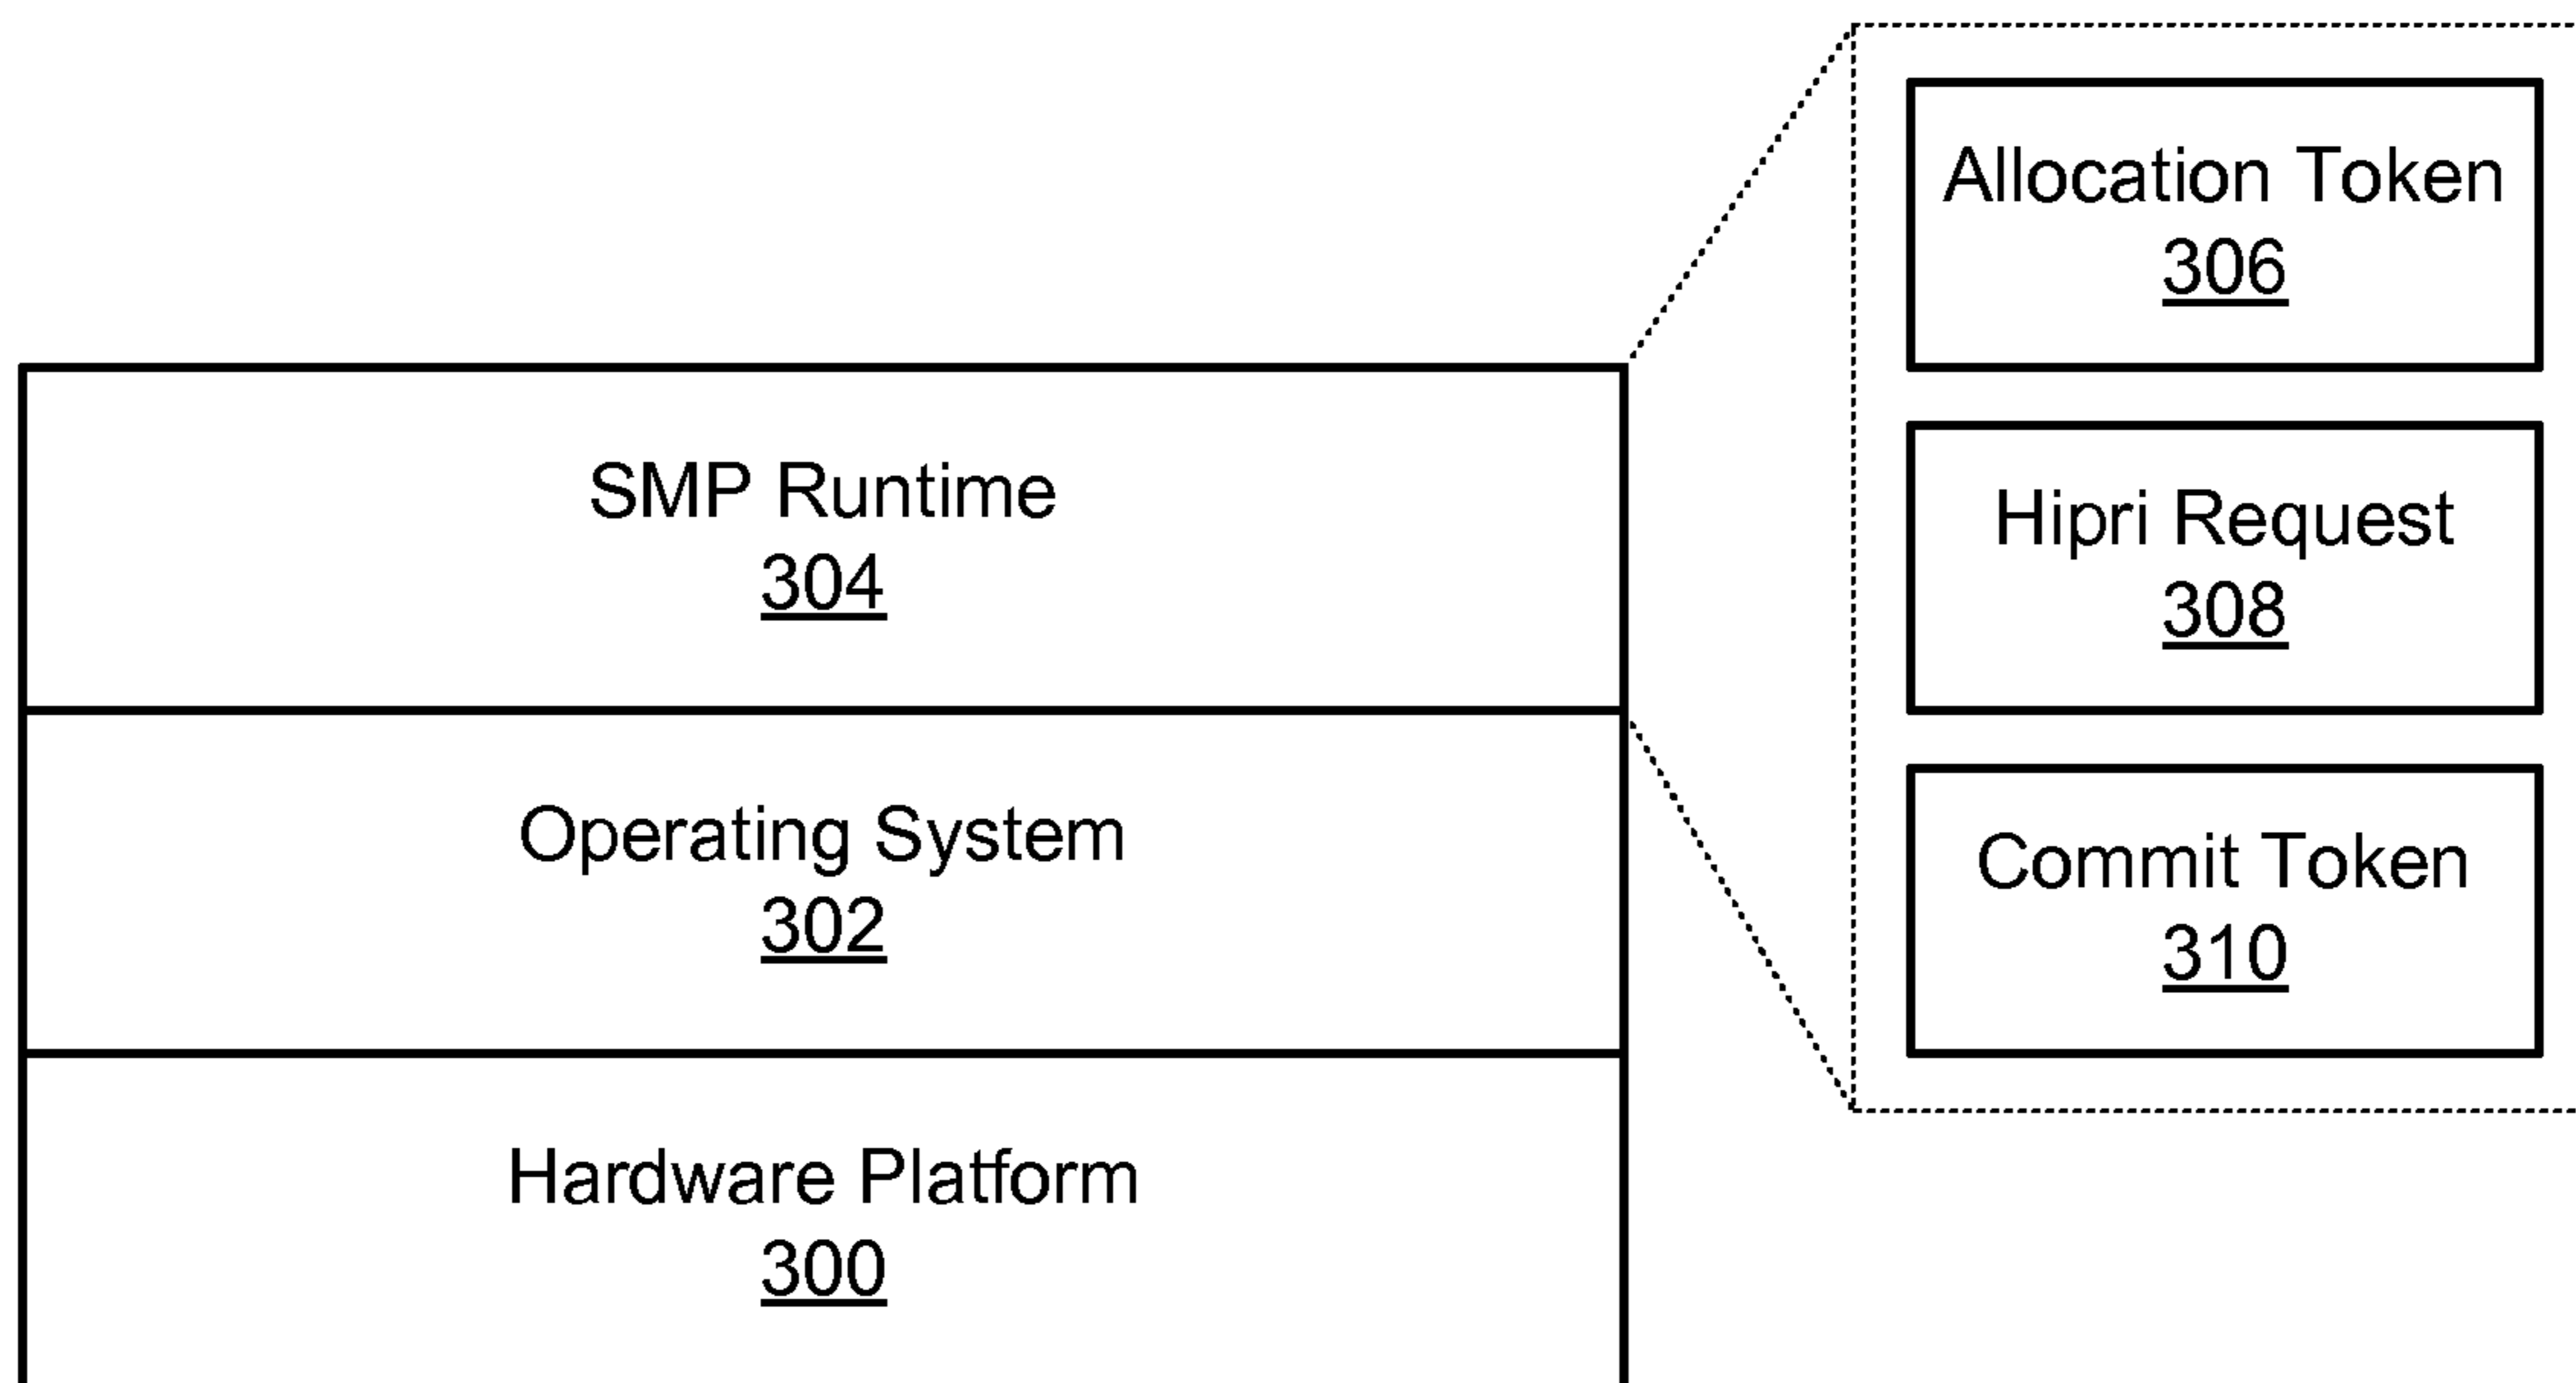 Allocation Token
306
Hipri Request
308
Commit Token
310
SMP Runtime
304
Operating System
302
Hardware Platform
300